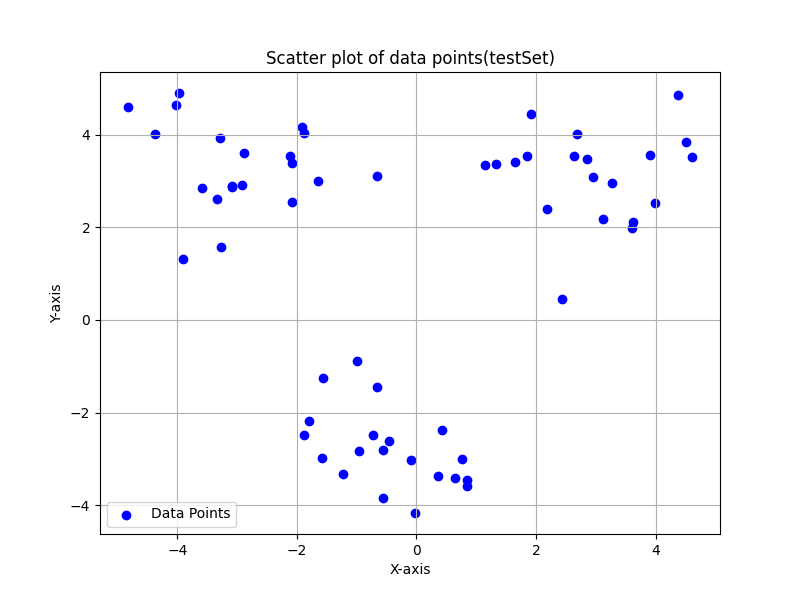 Scatter plot of data points(testSet)
4
2
0
−2
−4
Y-axis
Data Points
−4
−2
0
2
4
X-axis